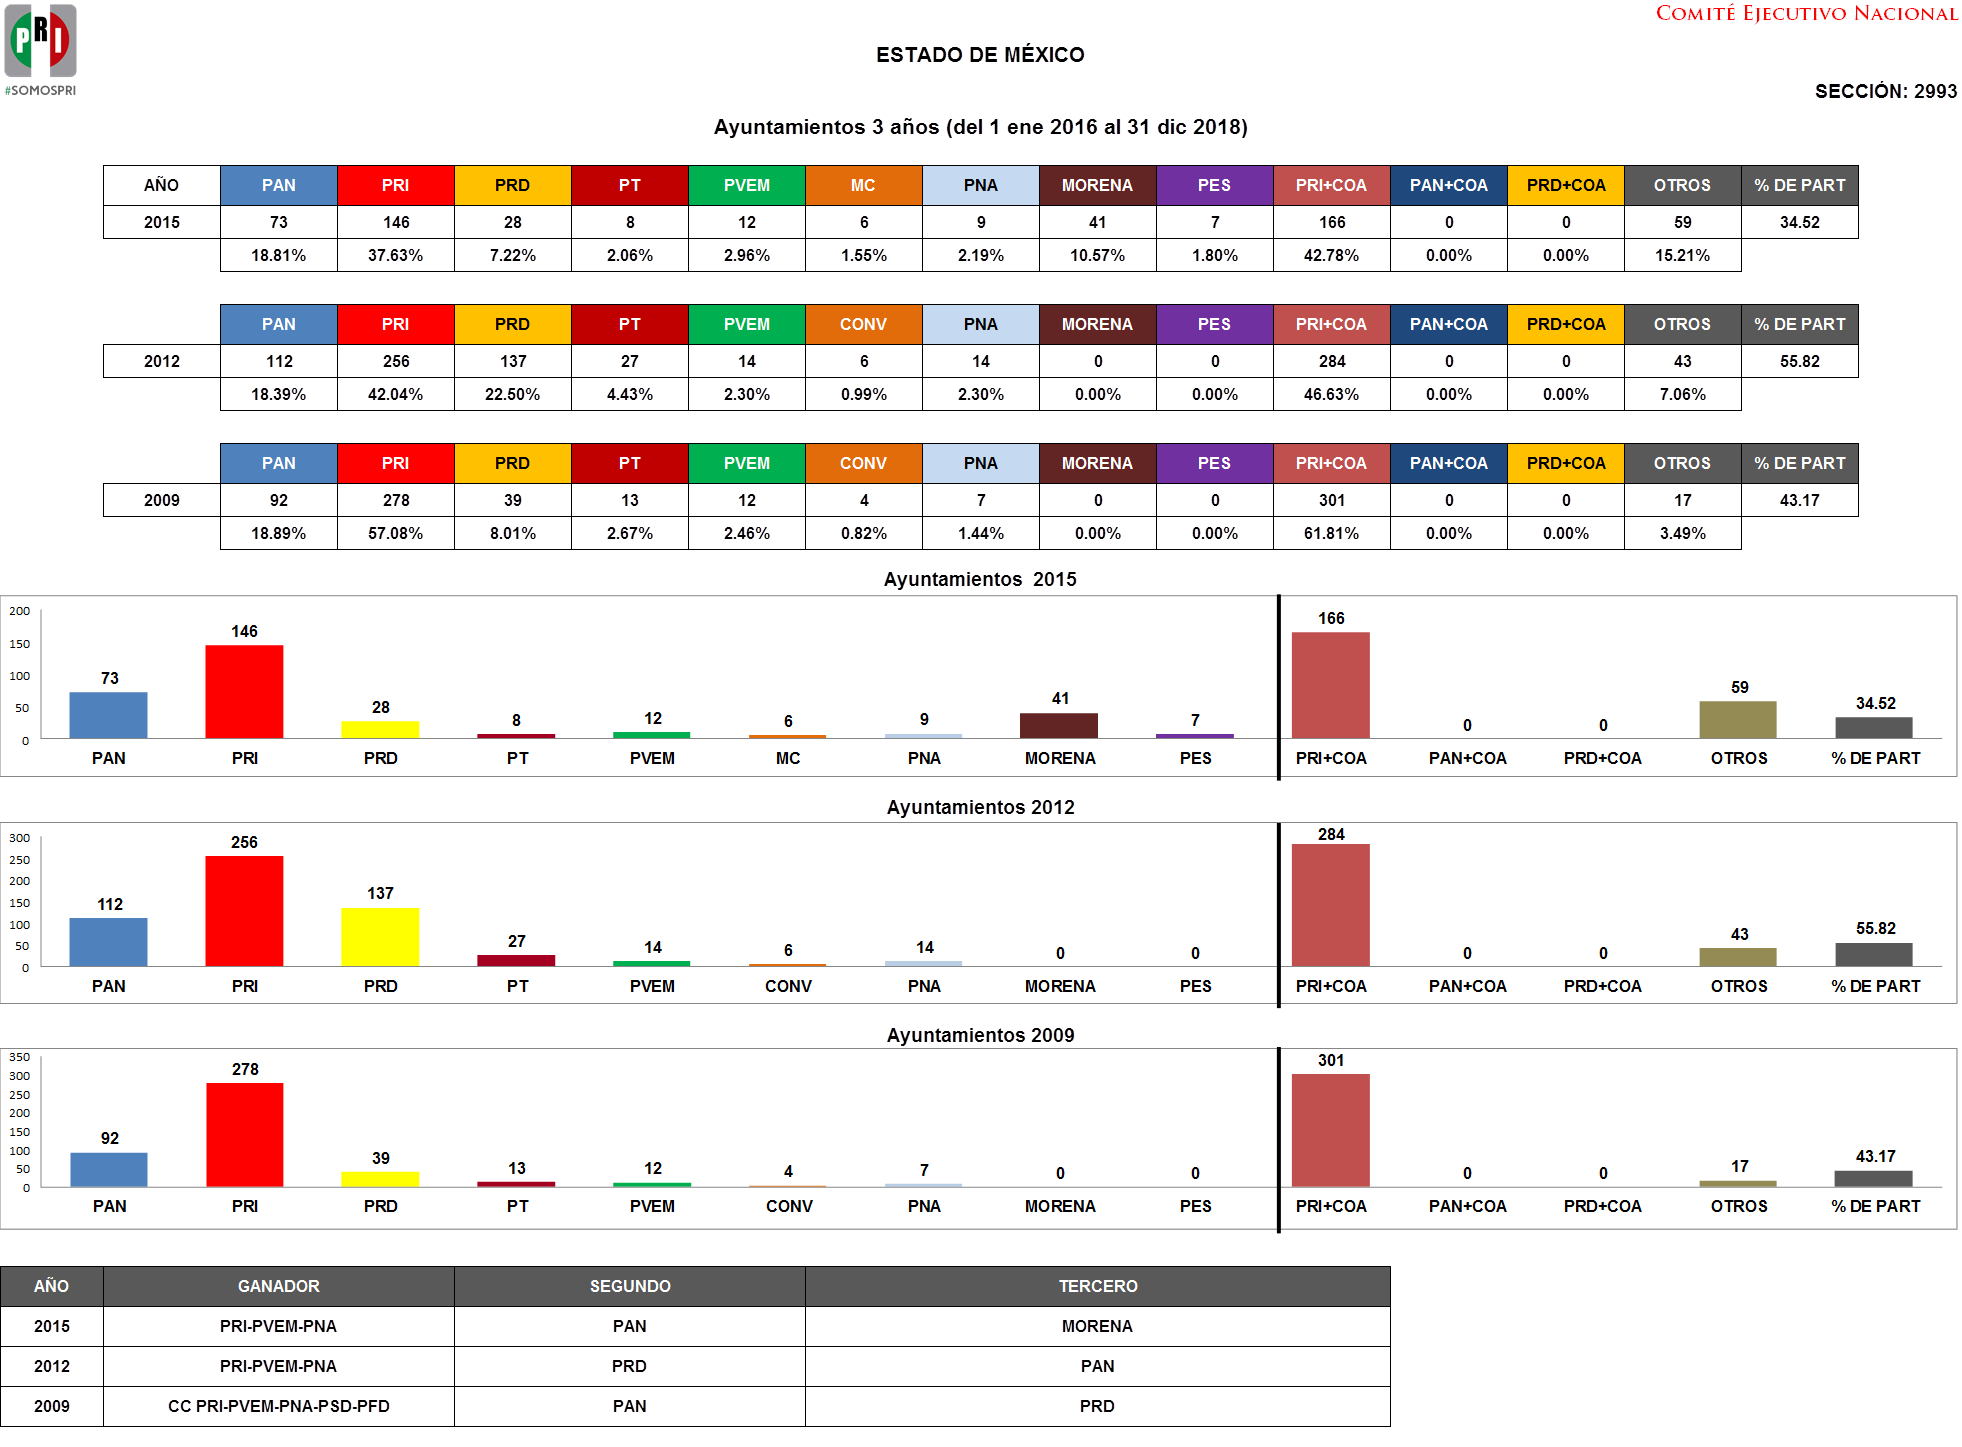 PRI
#SOMOSPRI
COMITÉ EJECUTIVO NACIONAL
ESTADO DE MÉXICO
SECCIÓN: 2993
Ayuntamientos 3 años (del 1 ene 2016 al 31 dic 2018)
AÑO PAN PRI PRD PT PVEM MC PNA MORENA PES PRI+COA PAN+COA PRD+COA OTROS % DE PART
2015 73 146 28 8 12 6 9 41 7 166 0 0 59 34.52
18.81% 37.63% 7.22% 2.06% 2.96% 1.55% 2.19% 10.57% 1.80% 42.78% 0.00% 0.00% 15.21%
PAN PRI PRD PT PVEM CONV PNA MORENA PES PRI+COA PAN+COA PRD+COA OTROS % DE PART
2012 112 256 137 27 14 6 14 0 0 284 0 0 43 55.82
18.39% 42.04% 22.50% 4.43% 2.30% 0.99% 2.30% 0.00% 0.00% 46.63% 0.00% 0.00% 7.06%
PAN PRI PRD PT PVEM CONV PNA MORENA PES PRI+COA PAN+COA PRD+COA OTROS % DE PART
2009 92 278 39 13 12 4 7 0 0 301 0 0 17 43.17
18.89% 57.08% 8.01% 2.67% 2.46% 0.82% 1.44% 0.00% 0.00% 61.81% 0.00% 0.00% 3.49%
Ayuntamientos 2015
200
150
100
50
0
73 146 28 8 12 6 9 41 7 166 0 0 59 34.52
PAN PRI PRD PT PVEM MC PNA MORENA PES PRI+COA PAN+COA PRD+COA OTROS % DE PART
Ayuntamientos 2012
300
250
200
150
100
50
0
112 256 137 27 14 6 14 0 0 284 0 0 43 55.82
PAN PRI PRD PT PVEM CONV PNA MORENA PES PRI+COA PAN+COA PRD+COA OTROS % DE PART
Ayuntamientos 2009
350
300
250
200
150
100
50
0
92 278 39 13 12 4 7 0 0 301 0 0 17 43.17
PAN PRI PRD PT PVEM CONV PNA MORENA PES PRI+COA PAN+COA PRD+COA OTROS % DE PART
AÑO GANADOR SEGUNDO TERCERO
2015 PRI-PVEM-PNA PAN MORENA
2012 PRI-PVEM-PNA PRD PAN
2009 CC PRI-PVEM-PNA-PSD-PFD PAN PRD